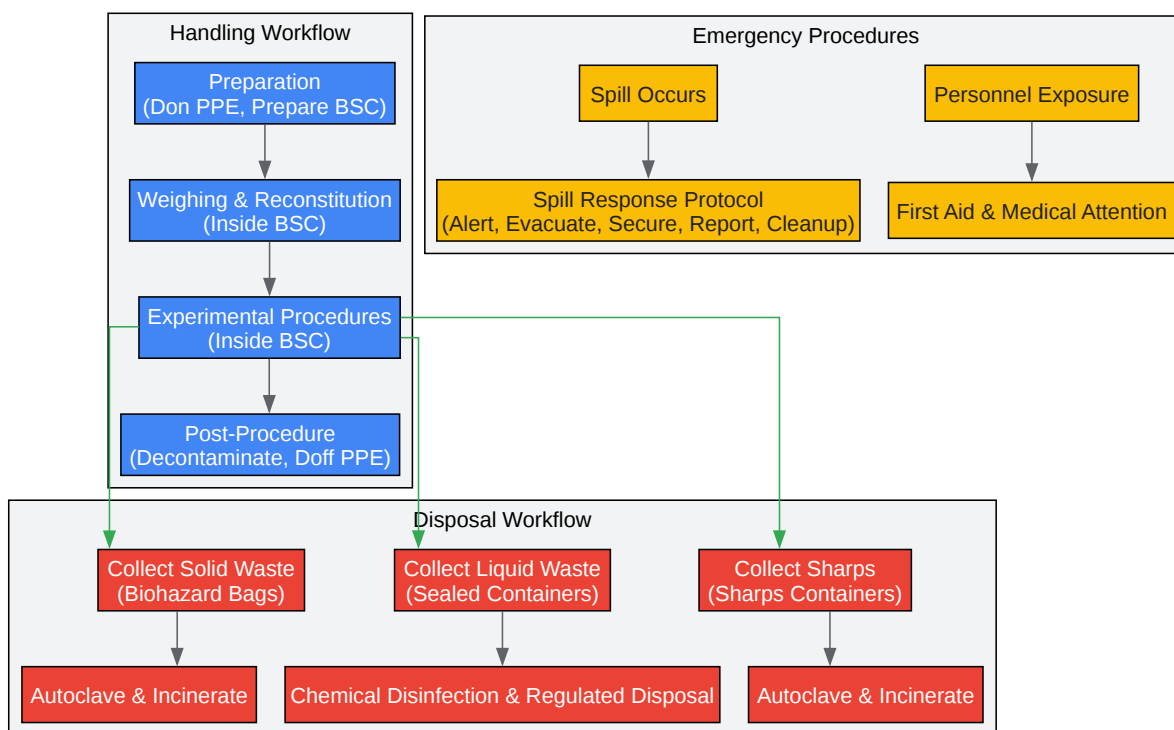 Handling Workflow
Preparation
(Don PPE, Prepare BSC)
Weighing & Reconstitution
(Inside BSC)
Experimental Procedures
(Inside BSC)
Post-Procedure
(Decontaminate, Doff PPE)
Emergency Procedures
Spill Occurs
Personnel Exposure
Spill Response Protocol
(Alert, Evacuate, Secure, Report, Cleanup)
First Aid & Medical Attention
Disposal Workflow
Collect Solid Waste
(Biohazard Bags)
Collect Liquid Waste
(Sealed Containers)
Collect Sharps
(Sharps Containers)
Autoclave & Incinerate
Chemical Disinfection & Regulated Disposal
Autoclave & Incinerate